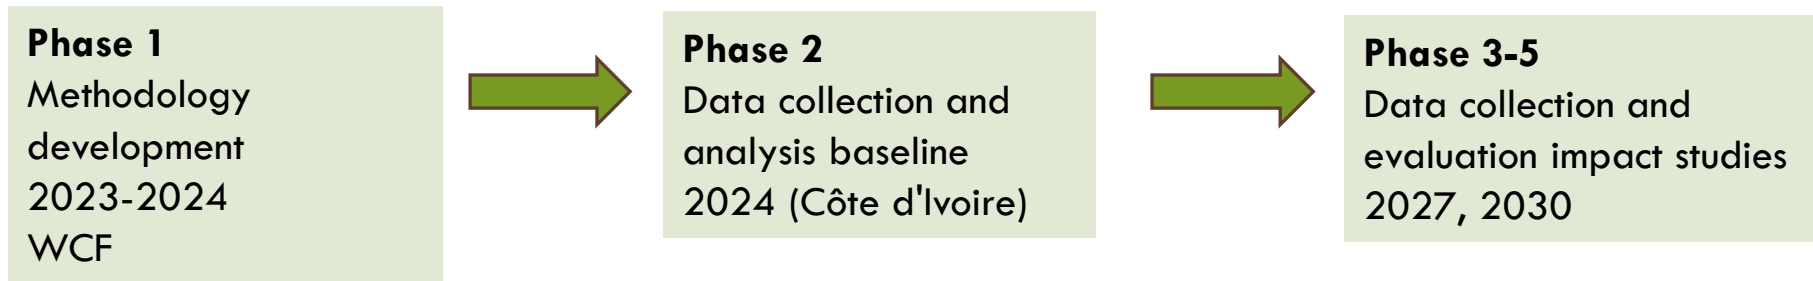 Phase 1
Methodology
development
2023-2024
WCF
Phase 2
Data collection and
analysis baseline
2024 (Côte d'Ivoire)
Phase 3-5
Data collection and
evaluation impact studies
2027, 2030